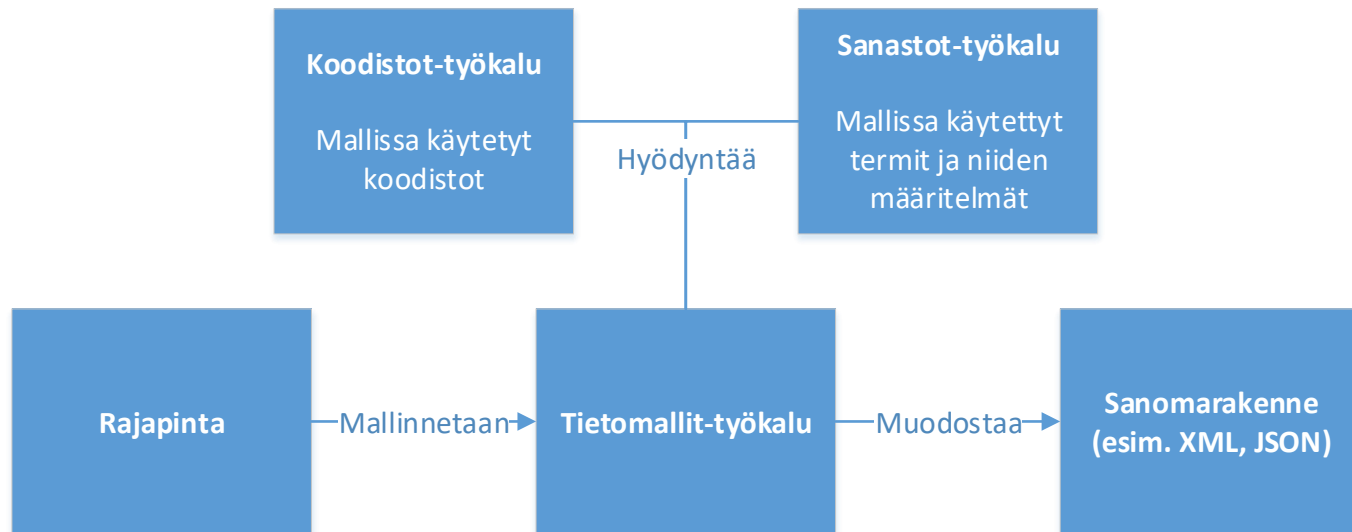 Koodistot-työkalu
Mallissa käytetyt
koodistot
Sanastot-työkalu
Mallissa käytettyt
termit ja niiden
määritelmät
Hyödyntää
Rajapinta
Mallinnetaan
Tietomallit-työkalu
Muodostaa
Sanomarakenne
(esim. XML, JSON)